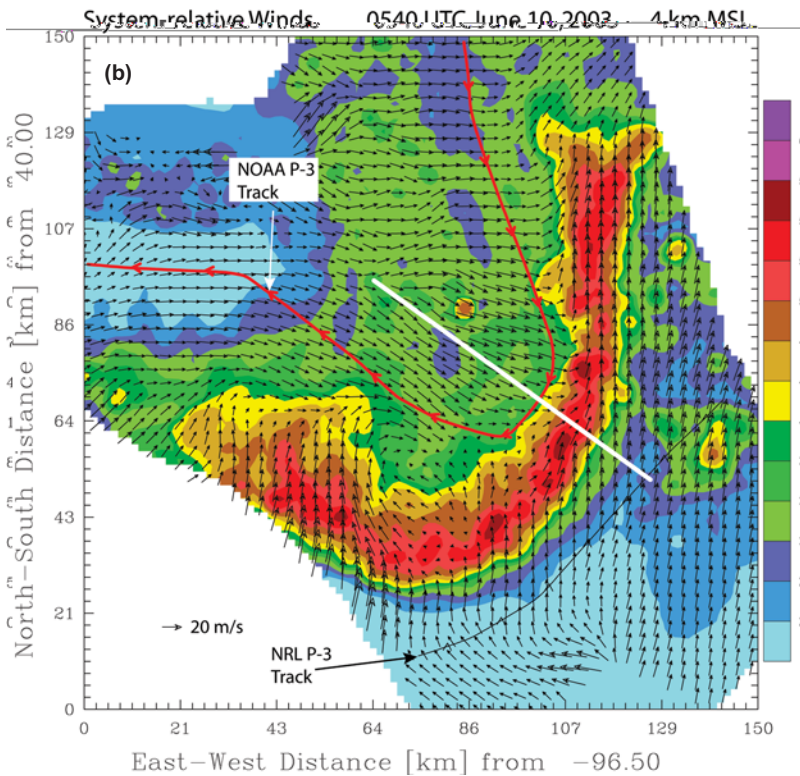 System-relative Winds 0540 UTC June 10, 2003 4-km MSL
(b)
150
129
107
86
64
43
21
0
North-South Distance [km] from 40.00
NOAA P-3
Track
20 m/s
NRL P-3
Track
0 21 43 64 86 107 129 150
East-West Distance [km] from -96.50